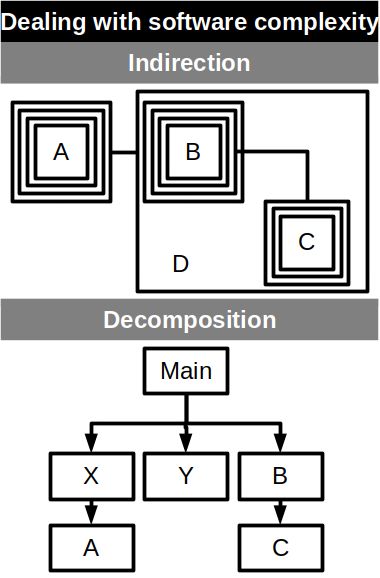 Dealing with software complexity
Indirection
A
B
C
D
Decomposition
Main
X
Y
B
A
C